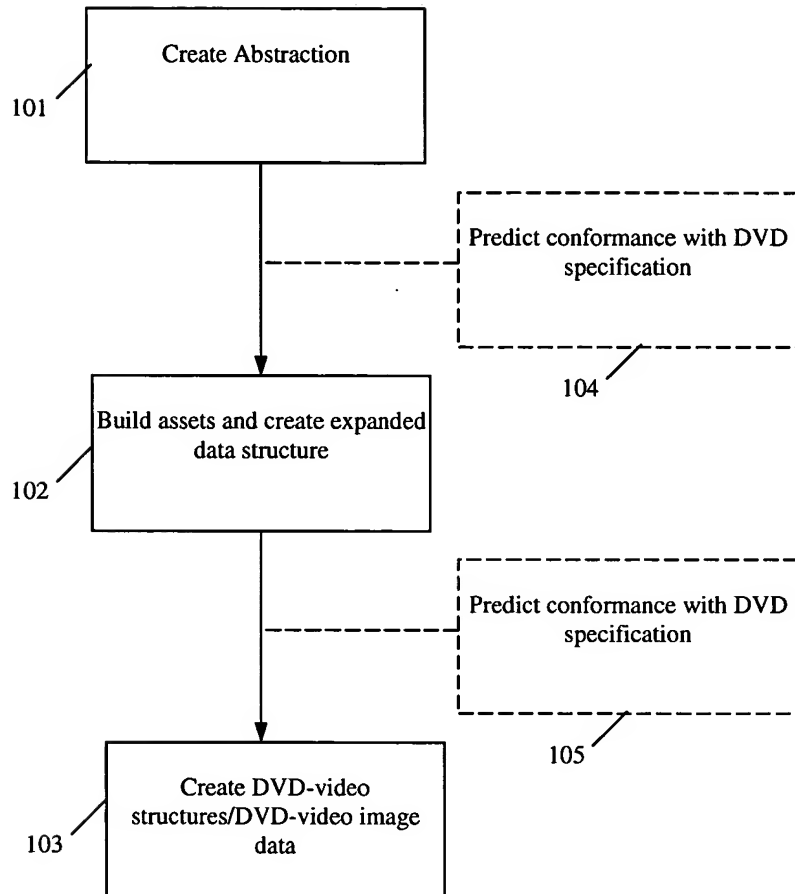 Create Abstraction
101
Predict conformance with DVD
specification
104
Build assets and create expanded
data structure
102
Predict conformance with DVD
specification
105
Create DVD-video
structures/DVD-video image
data
103